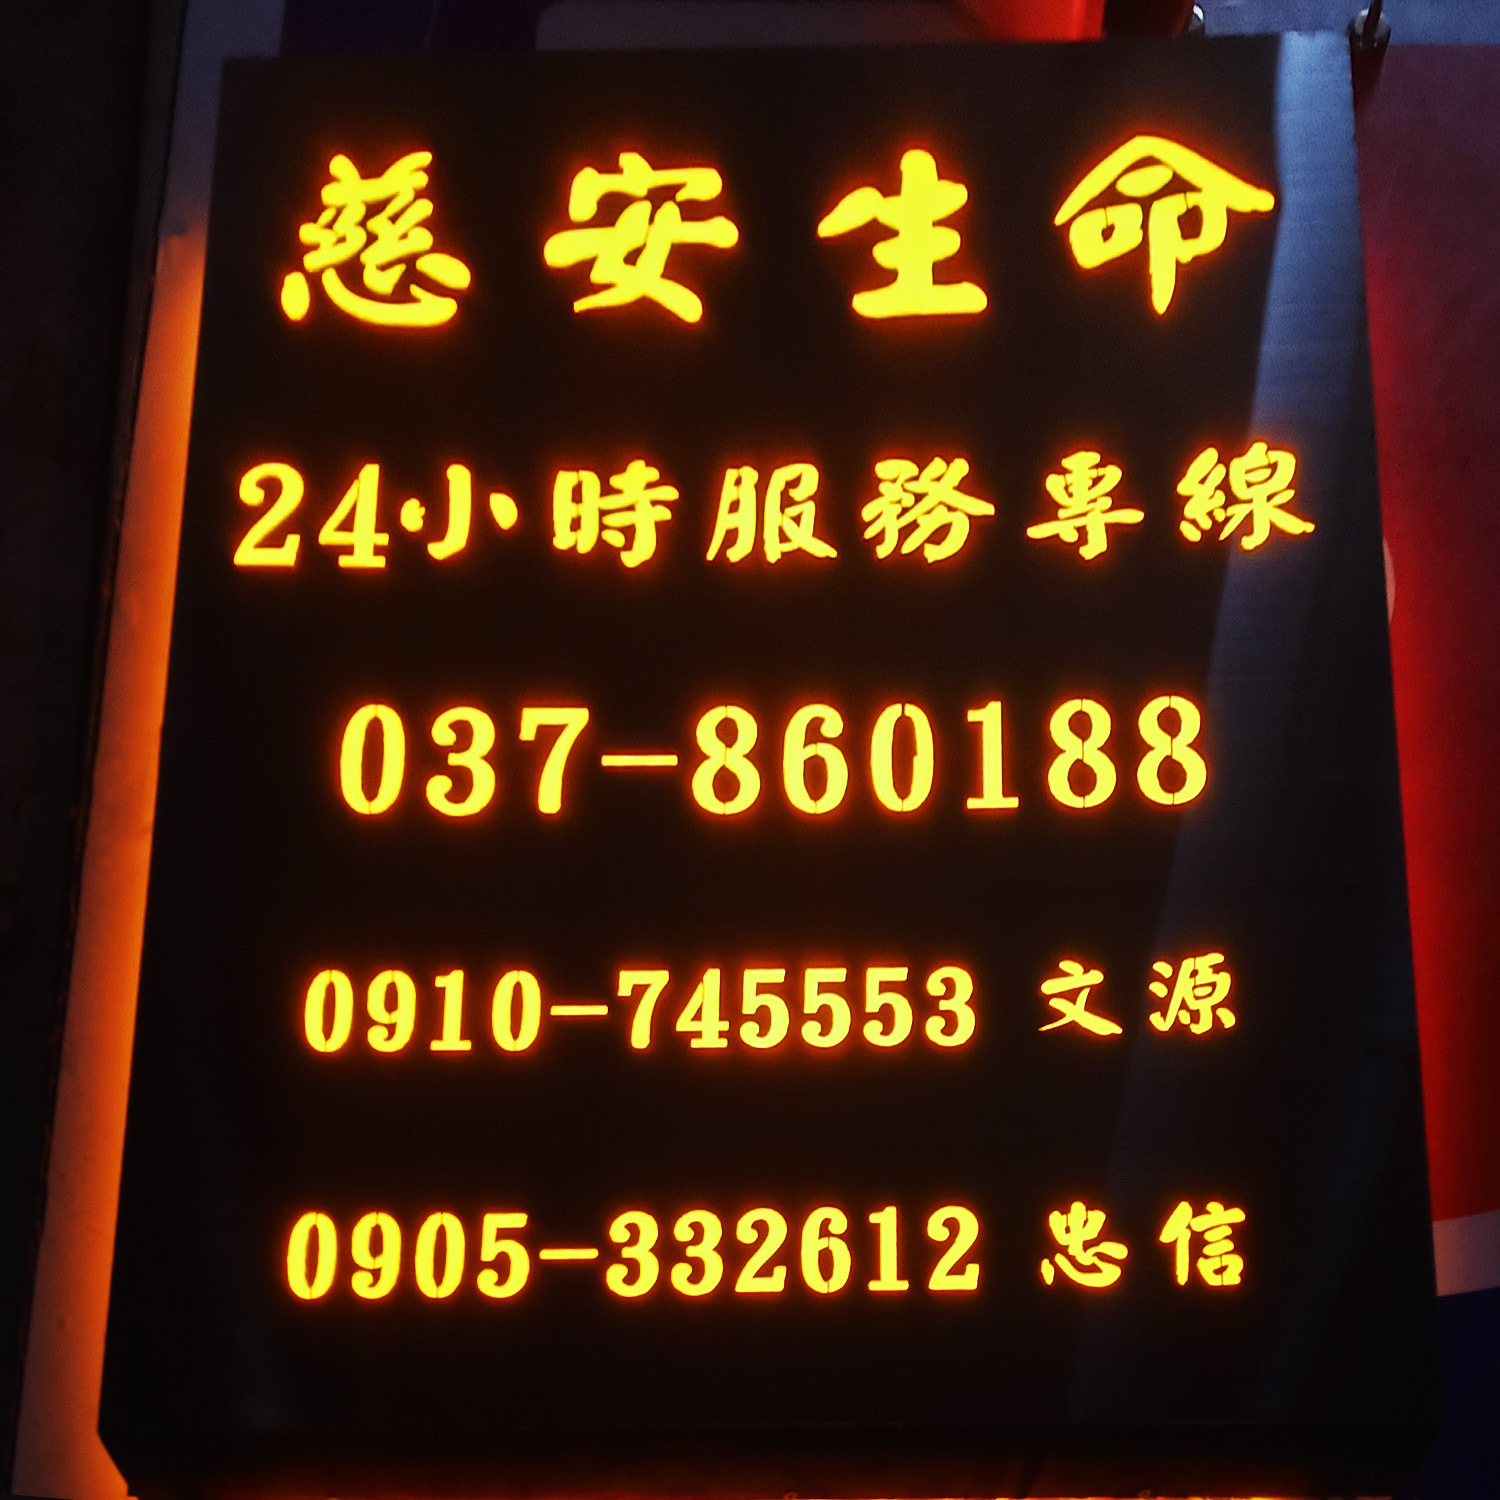 慈安生命
24小時服務專線
037-860188
0910-745553 文源
0905-332612 忠信